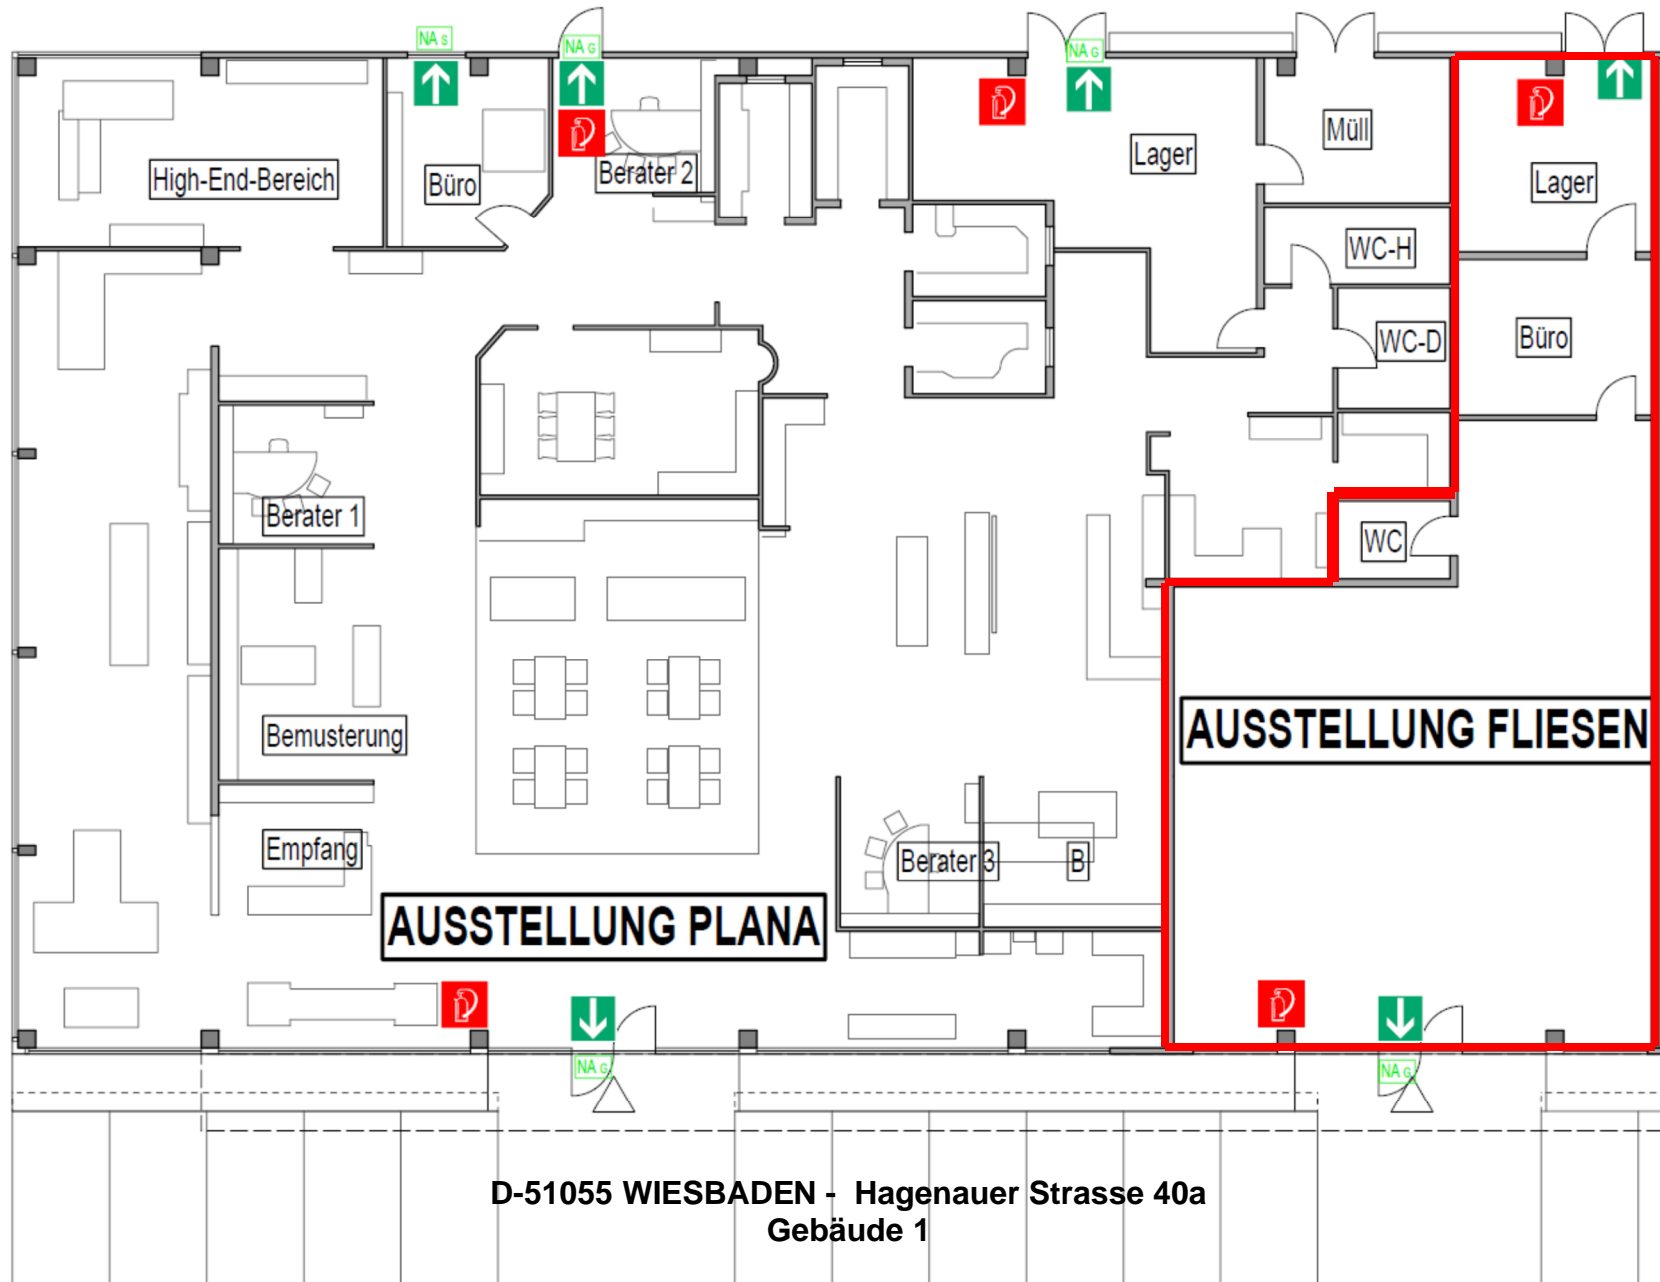 NA S
NA G
NA G
High-End-Bereich
Büro
Berater 2
Lager
Müll
Lager
WC-H
WC-D
Büro
Berater 1
WC
Bemusterung
AUSSTELLUNG FLIESEN
Empfang
Berater 3
B
AUSSTELLUNG PLANA
NA G
NA G
D-51055 WIESBADEN - Hagenauer Strasse 40a
Gebäude 1